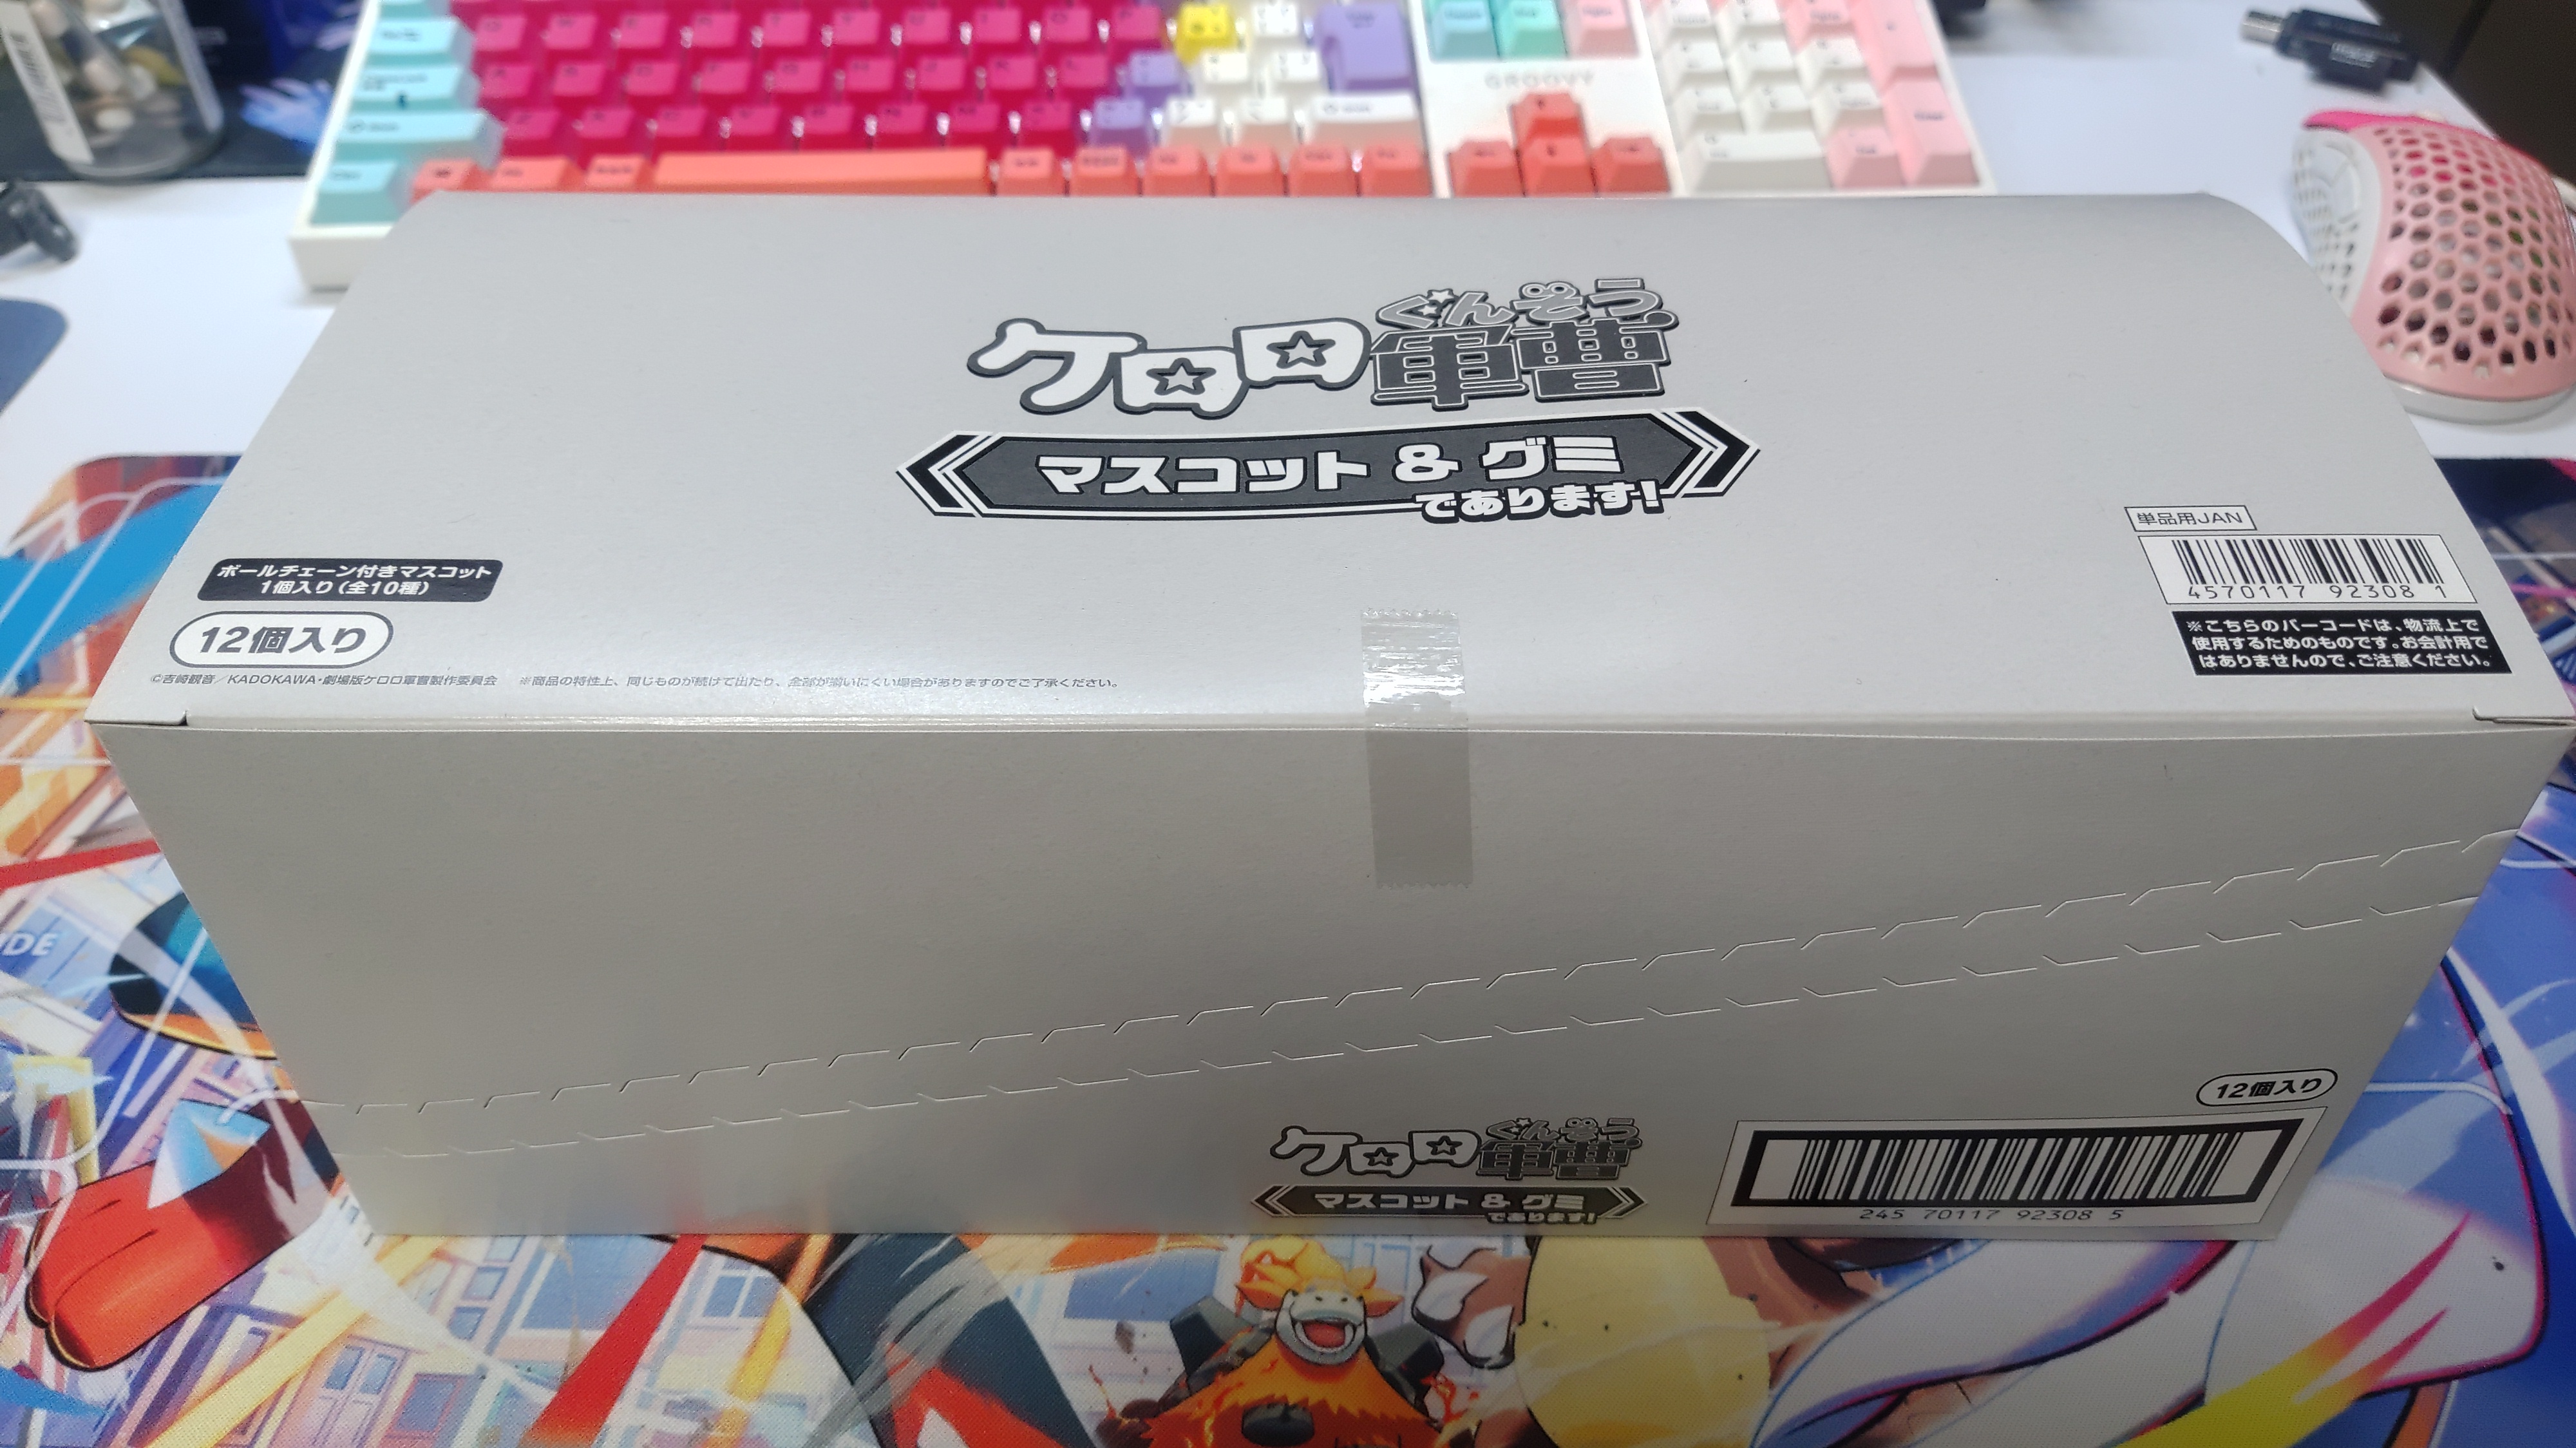 GROOVY
ぐんそう
ケロロ軍曹
マスコット & グミ
であります!
単品用JAN
4570117 92308 1
※こちらのバーコードは、物流上で
使用するためのものです。お会計用で
はありませんので、ご注意ください。
ボールチェーン付きマスコット
1個入り(全10種)
12個入り
©吉崎観音/KADOKAWA・劇場版ケロロ軍曹製作委員会 ※商品の特性上、同じものが続けて出たり、全部が揃いにくい場合がありますのでご了承ください。
IDE
12個入り
ぐんそう
ケロロ軍曹
マスコット & グミ
であります!
245 70117 92308 5